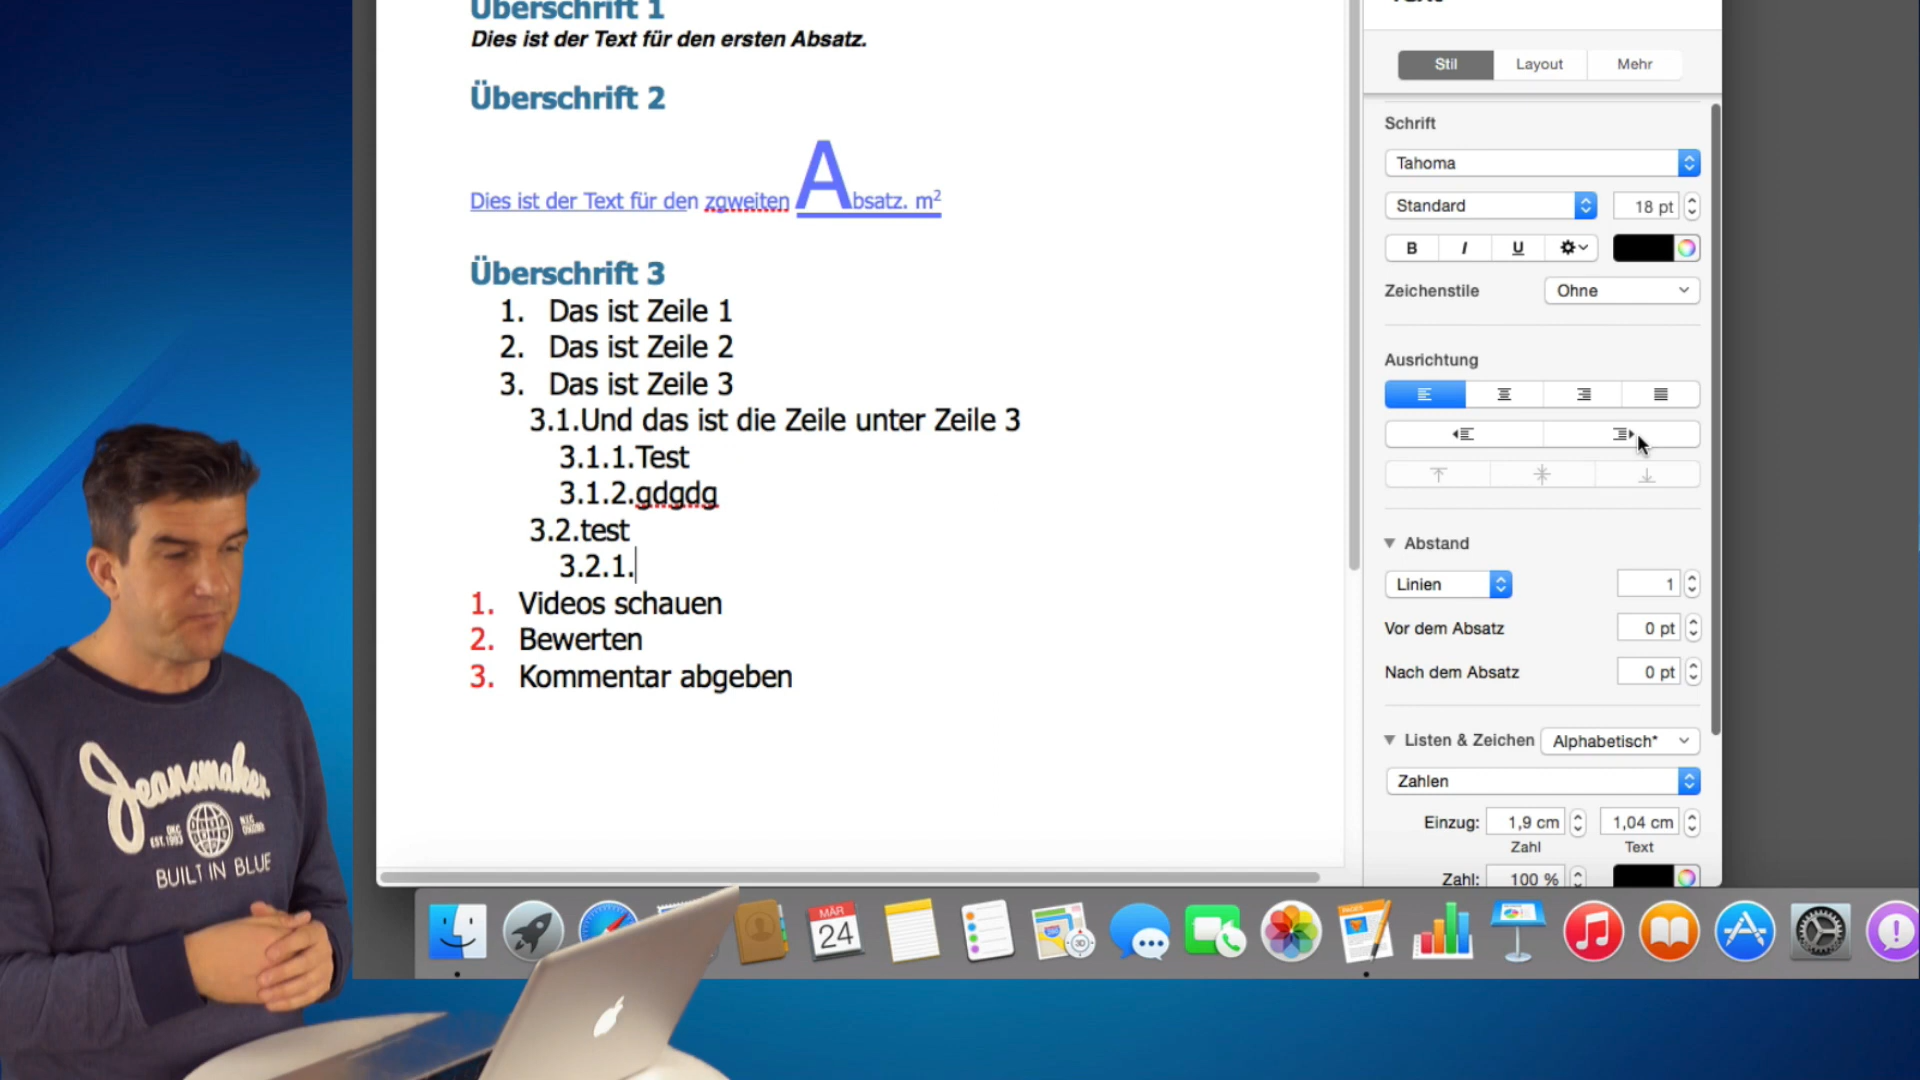 Überschrift 1
Dies ist der Text für den ersten Absatz.
Überschrift 2
Dies ist der Text für den zgweiten Absatz. m²
Überschrift 3
1. Das ist Zeile 1
2. Das ist Zeile 2
3. Das ist Zeile 3
3.1.Und das ist die Zeile unter Zeile 3
3.1.1.Test
3.1.2.gdgdg
3.2.test
3.2.1.
1. Videos schauen
2. Bewerten
3. Kommentar abgeben
Stil Layout Mehr
Schrift
Tahoma
Standard 18 pt
B I U
Zeichenstile Ohne
Ausrichtung
Abstand
Linien 1
Vor dem Absatz 0 pt
Nach dem Absatz 0 pt
Listen & Zeichen Alphabetisch*
Zahlen
Einzug: 1,9 cm 1,04 cm
Zahl Text
Zahl: 100 %
Jeansmaker
EST. 1983
BUILT IN BLUE
MÄR
24
PAGES
3D